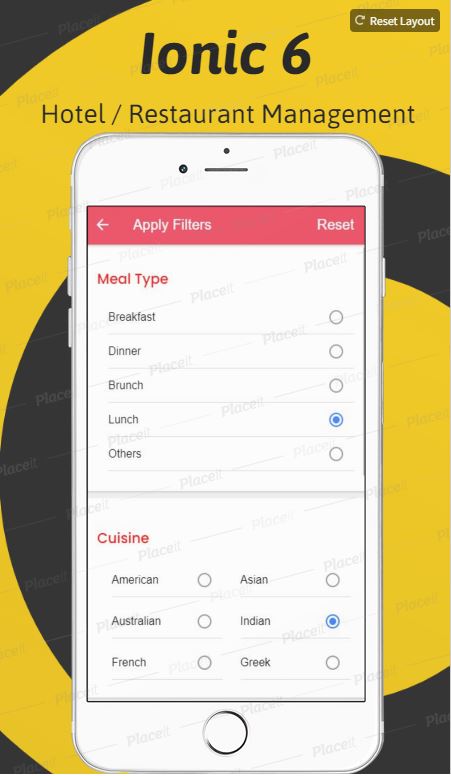 Reset Layout
Ionic 6
Hotel / Restaurant Management
Apply Filters Reset
Meal Type
Breakfast
Dinner
Brunch
Lunch
Others
Cuisine
American Asian
Australian Indian
French Greek
Placeit